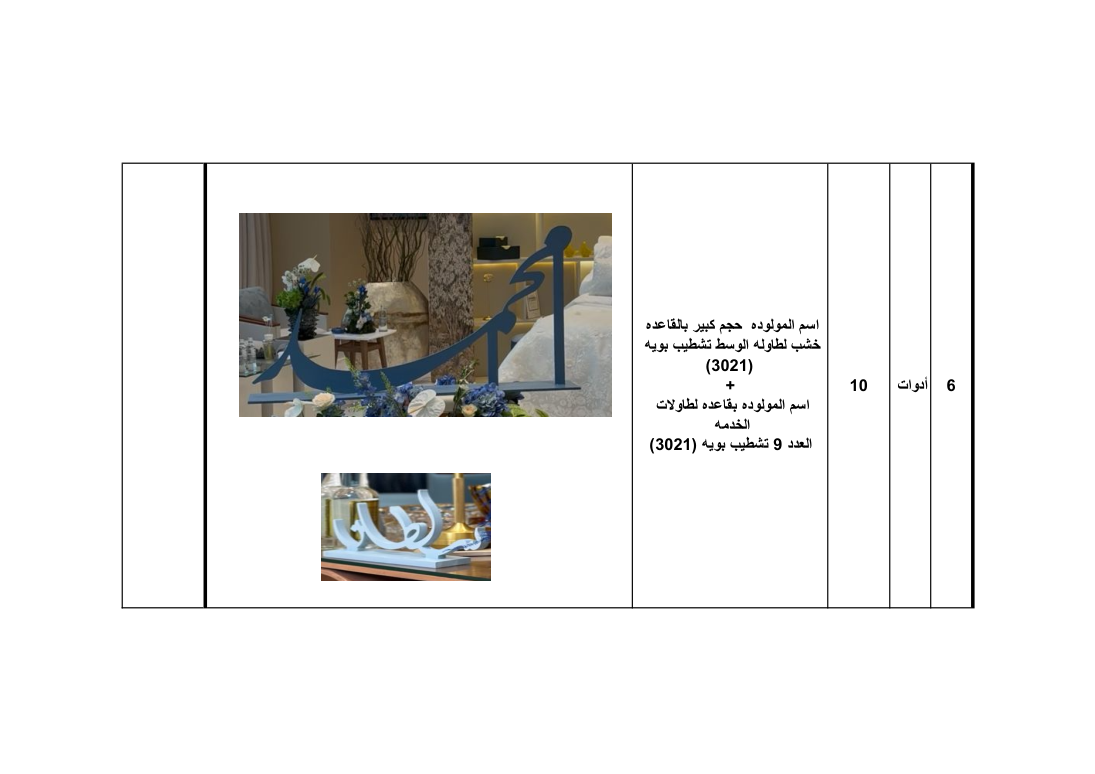 6
أدوات
10
اسم المولوده حجم كبير بالقاعده
خشب لطاوله الوسط تشطيب بويه
(3021)
+
اسم المولوده بقاعده لطاولات
الخدمه
العدد 9 تشطيب بويه (3021)